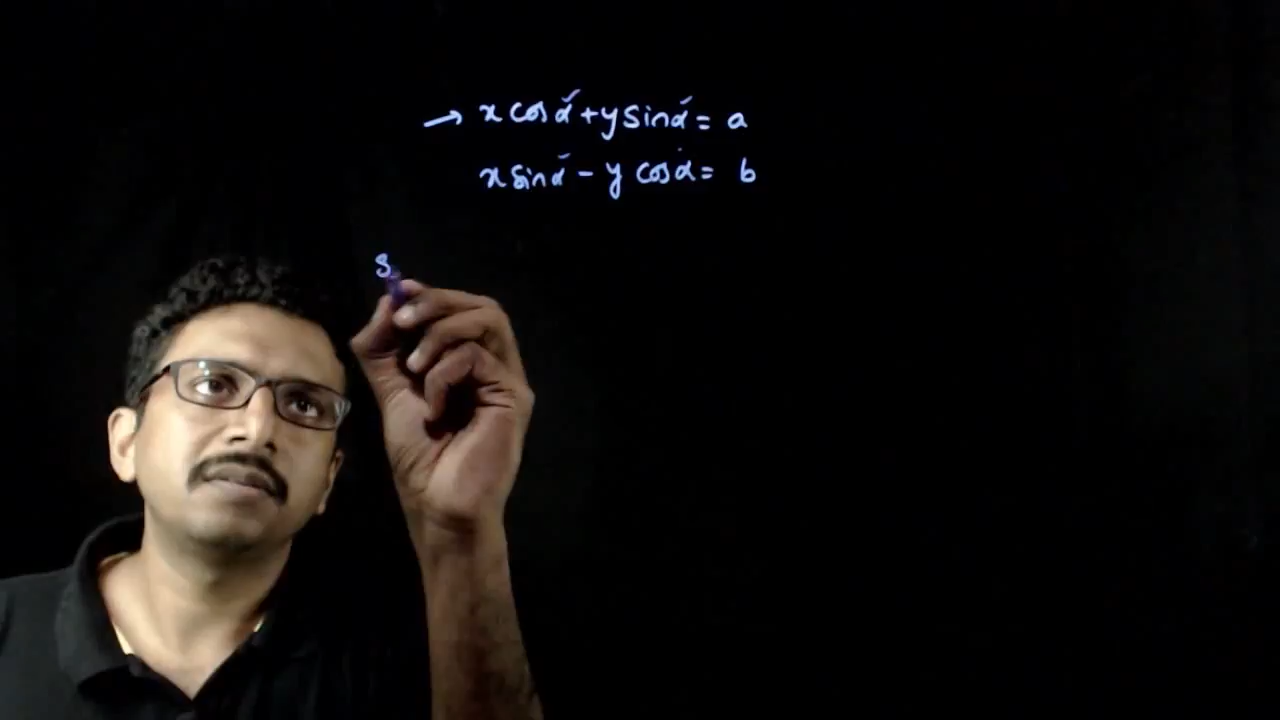 → x cos α + y sin α = a
x sin α - y cos α = b
S